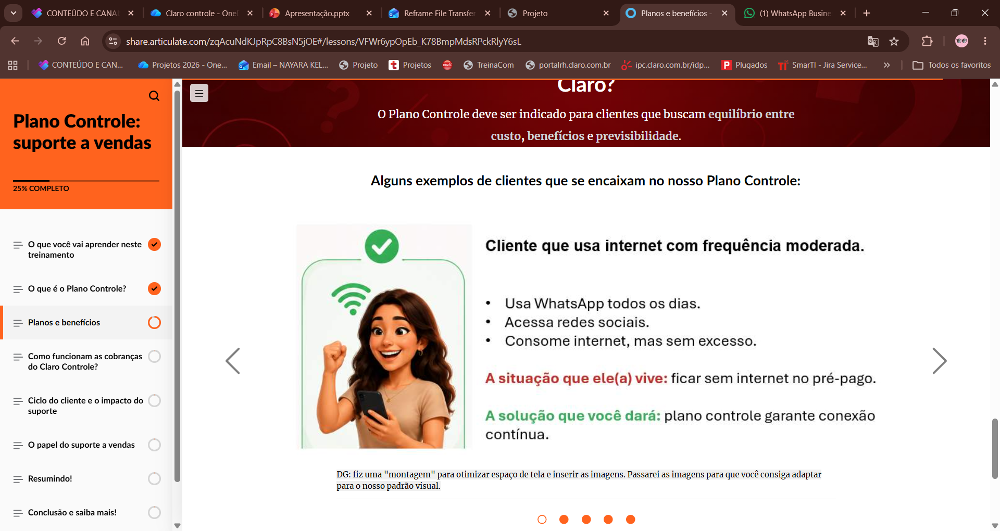 CONTEÚDO E CANAI
Claro controle - OneD
Apresentação.pptx
Reframe File Transfer
Projeto
Planos e benefícios -
(1) WhatsApp Busine
share.articulate.com/zqAcuNdKJpRpC8BsN5jOE#/lessons/VFWr6ypOpEb_K78BmpMdsRPckRlyY6sL
CONTEÚDO E CAN...
Projetos 2026 - One...
Email – NAYARA KEL...
Projeto
Projetos
Claro
TreinaCom
portalrh.claro.com.br
ipc.claro.com.br/idp...
Plugados
SmarTI - Jira Service...
Todos os favoritos
Plano Controle:
suporte a vendas
25% COMPLETO
O que você vai aprender neste
treinamento
O que é o Plano Controle?
Planos e benefícios
Como funcionam as cobranças
do Claro Controle?
Ciclo do cliente e o impacto do
suporte
O papel do suporte a vendas
Resumindo!
Conclusão e saiba mais!
Claro?
O Plano Controle deve ser indicado para clientes que buscam equilíbrio entre
custo, benefícios e previsibilidade.
Alguns exemplos de clientes que se encaixam no nosso Plano Controle:
Cliente que usa internet com frequência moderada.
• Usa WhatsApp todos os dias.
• Acessa redes sociais.
• Consome internet, mas sem excesso.
A situação que ele(a) vive: ficar sem internet no pré-pago.
A solução que você dará: plano controle garante conexão
contínua.
DG: fiz uma "montagem" para otimizar espaço de tela e inserir as imagens. Passarei as imagens para que você consiga adaptar
para o nosso padrão visual.